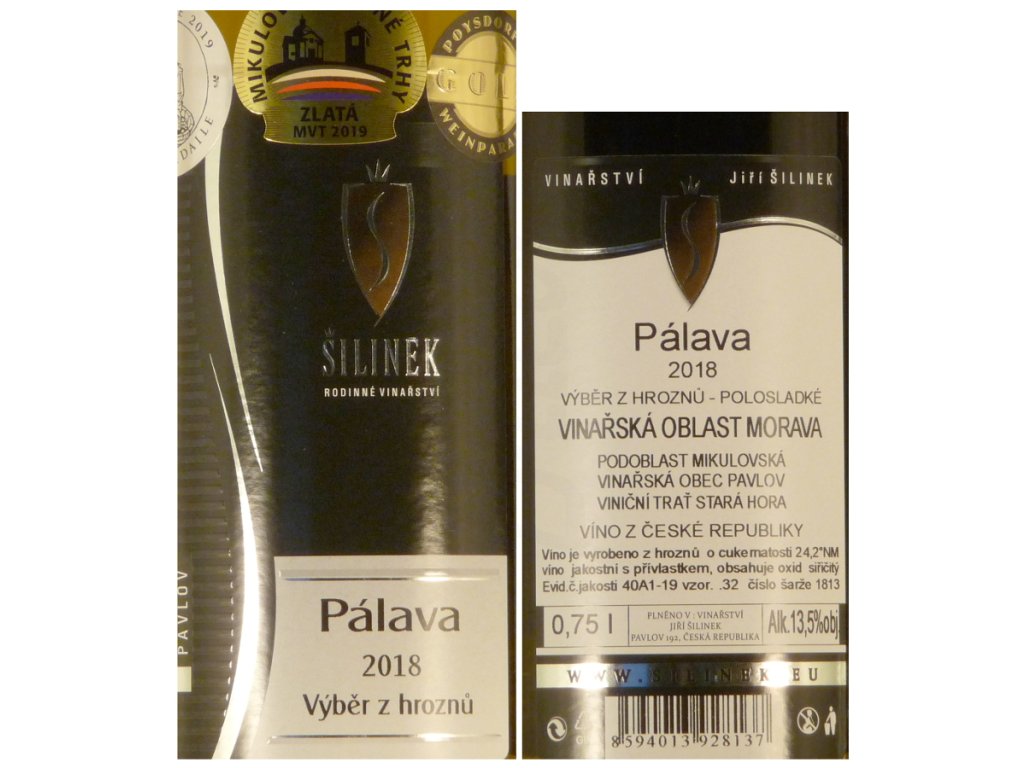 2019
DAILE
MIKULOV
NÉ TRHY
ZLATÁ
MVT 2019
POYSDORF
GOL
WEINPARA
ŠILINEK
RODINNÉ VINAŘSTVÍ
PAVLOV
Pálava
2018
Výběr z hroznů
VINAŘSTVÍ Jiří ŠILINEK
Pálava
2018
VÝBĚR Z HROZNŮ - POLOSLADKÉ
VINAŘSKÁ OBLAST MORAVA
PODOBLAST MIKULOVSKÁ
VINAŘSKÁ OBEC PAVLOV
VINIČNÍ TRAŤ STARÁ HORA
VÍNO Z ČESKÉ REPUBLIKY
Víno je vyrobeno z hroznů o cukernatosti 24,2°NM
víno jakostní s přívlastkem, obsahuje oxid siřičitý
Evid.č.jakosti 40A1-19 vzor. .32 číslo šarže 1813
0,75 l
PLNĚNO V : VINAŘSTVÍ
JIŘÍ ŠILINEK
PAVLOV 192, ČESKÁ REPUBLIKA
Alk.13,5%obj
WWW.SILINEK.EU
8594013928137